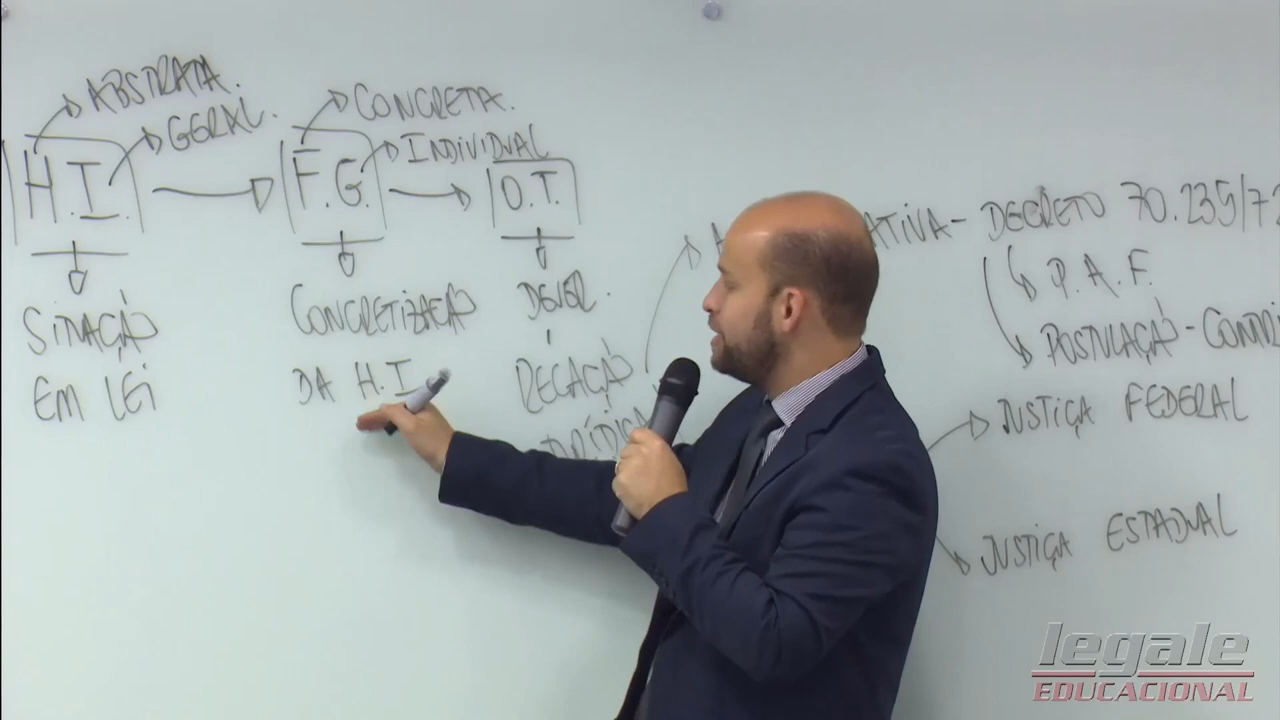 ABSTRATA.
GERAL.
H.I.
SITUAÇÃO
EM LEI
CONCRETA.
INDIVIDUAL
F.G.
CONCRETIZAÇÃO
DA H.I
O.T.
DEVER.
RELAÇÃO
ATIVA - DECRETO 70.235/72
P.A.F.
POSTULAÇÃO -
JUSTIÇA FEDERAL
JUSTIÇA ESTADUAL
legale
EDUCACIONAL